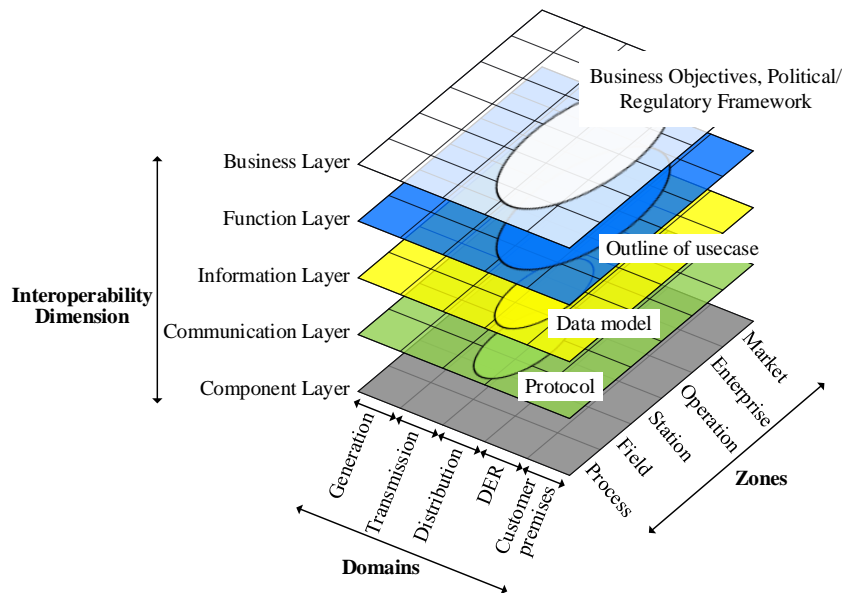 Business Objectives, Political/
Regulatory Framework
Business Layer
Function Layer
Outline of usecase
Information Layer
Interoperability
Dimension
Data model
Communication Layer
Protocol
Component Layer
Market
Enterprise
Operation
Station
Field
Process
Zones
Generation
Transmission
Distribution
DER
Customer
premises
Domains